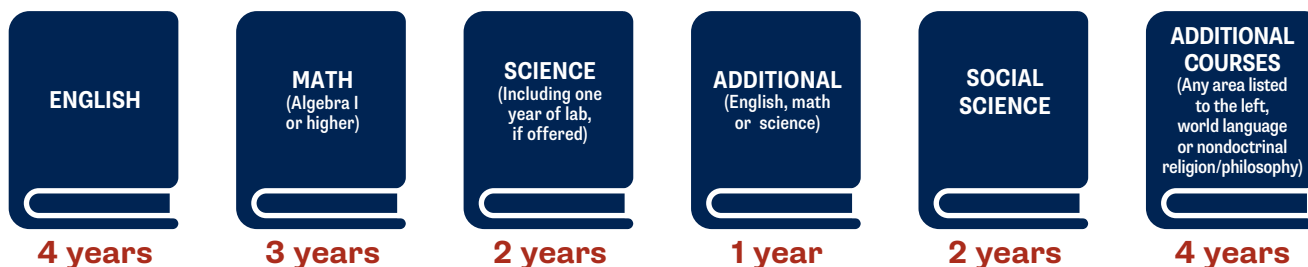 ENGLISH
4 years
MATH
(Algebra I
or higher)
3 years
SCIENCE
(Including one
year of lab,
if offered)
2 years
ADDITIONAL
(English, math
or science)
1 year
SOCIAL
SCIENCE
2 years
ADDITIONAL
COURSES
(Any area listed
to the left,
world language
or nondoctrinal
religion/philosophy)
4 years